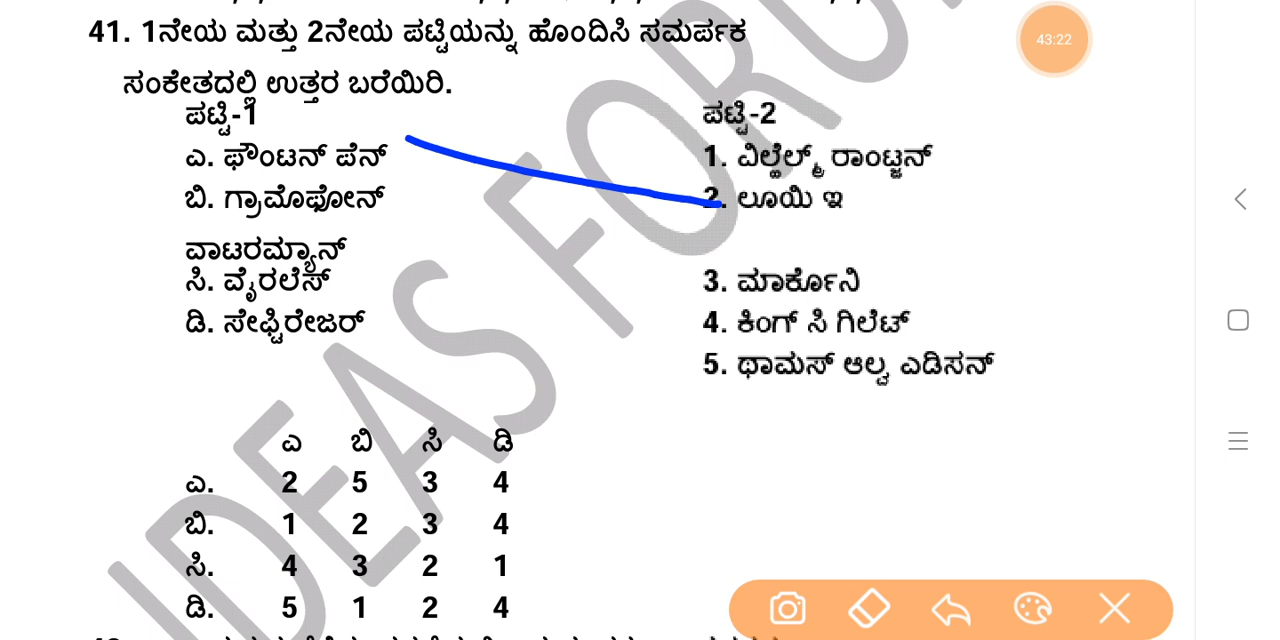 41. 1ನೇಯ ಮತ್ತು 2ನೇಯ ಪಟ್ಟಿಯನ್ನು ಹೊಂದಿಸಿ ಸಮರ್ಪಕ
43:22
ಸಂಕೇತದಲ್ಲಿ ಉತ್ತರ ಬರೆಯಿರಿ.
ಪಟ್ಟಿ-1 ಪಟ್ಟಿ-2
ಎ. ಫೌಂಟನ್ ಪೆನ್ 1. ವಿಲ್ಹೆಲ್ಮ್ ರಾಂಟ್ಜನ್
ಬಿ. ಗ್ರಾಮೊಫೋನ್ 2. ಲೂಯಿ ಇ
ವಾಟರಮ್ಯಾನ್
ಸಿ. ವೈರಲೆಸ್ 3. ಮಾರ್ಕೊನಿ
ಡಿ. ಸೇಫ್ಟಿರೇಜರ್ 4. ಕಿಂಗ್ ಸಿ ಗಿಲೆಟ್
5. ಥಾಮಸ್ ಆಲ್ವ ಎಡಿಸನ್
ಎ ಬಿ ಸಿ ಡಿ
ಎ. 2 5 3 4
ಬಿ. 1 2 3 4
ಸಿ. 4 3 2 1
ಡಿ. 5 1 2 4
IDEAS FORU